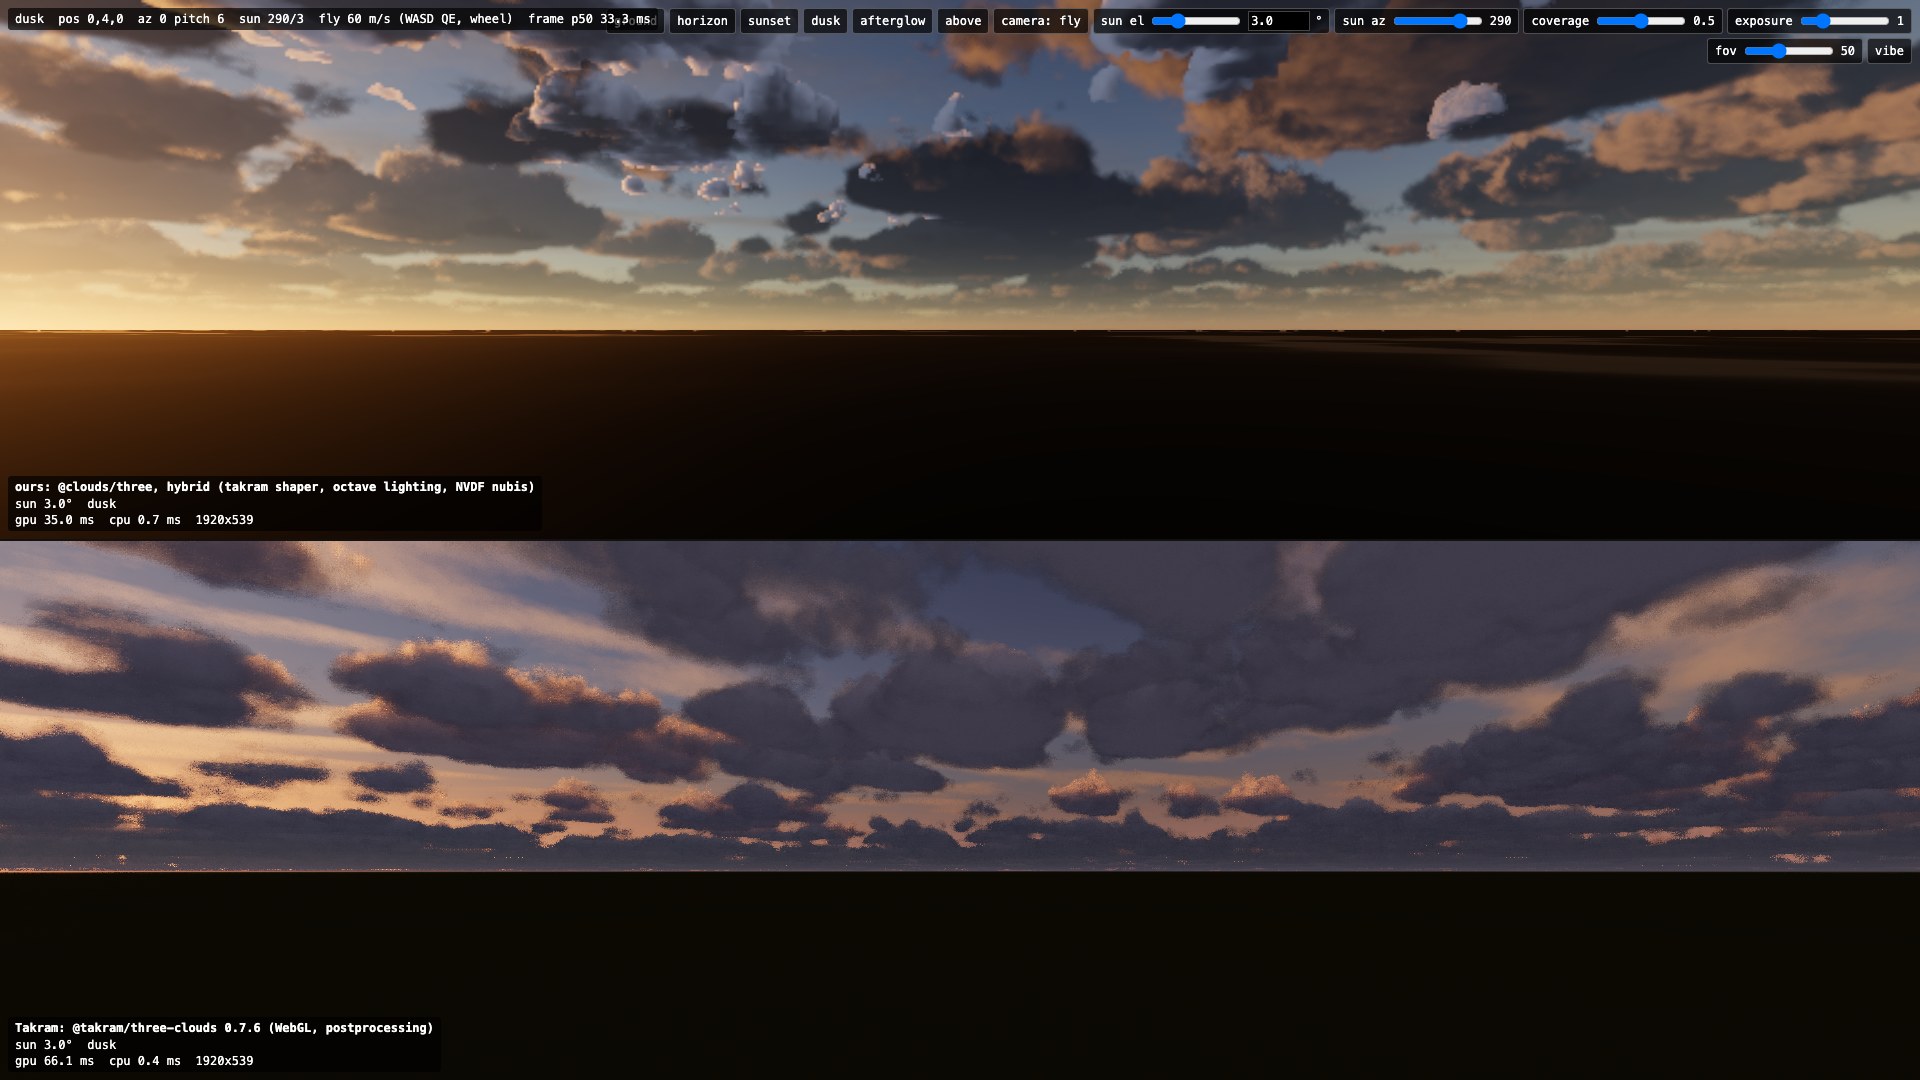 dusk pos 0,4,0 az 0 pitch 6 sun 290/3 fly 60 m/s (WASD QE, wheel) frame p50 33.3 ms
horizon sunset dusk afterglow above camera: fly sun el 3.0 ° sun az 290 coverage 0.5 exposure 1
fov 50 vibe
ours: @clouds/three, hybrid (takram shaper, octave lighting, NVDF nubis)
sun 3.0° dusk
gpu 35.0 ms cpu 0.7 ms 1920x539
Takram: @takram/three-clouds 0.7.6 (WebGL, postprocessing)
sun 3.0° dusk
gpu 66.1 ms cpu 0.4 ms 1920x539